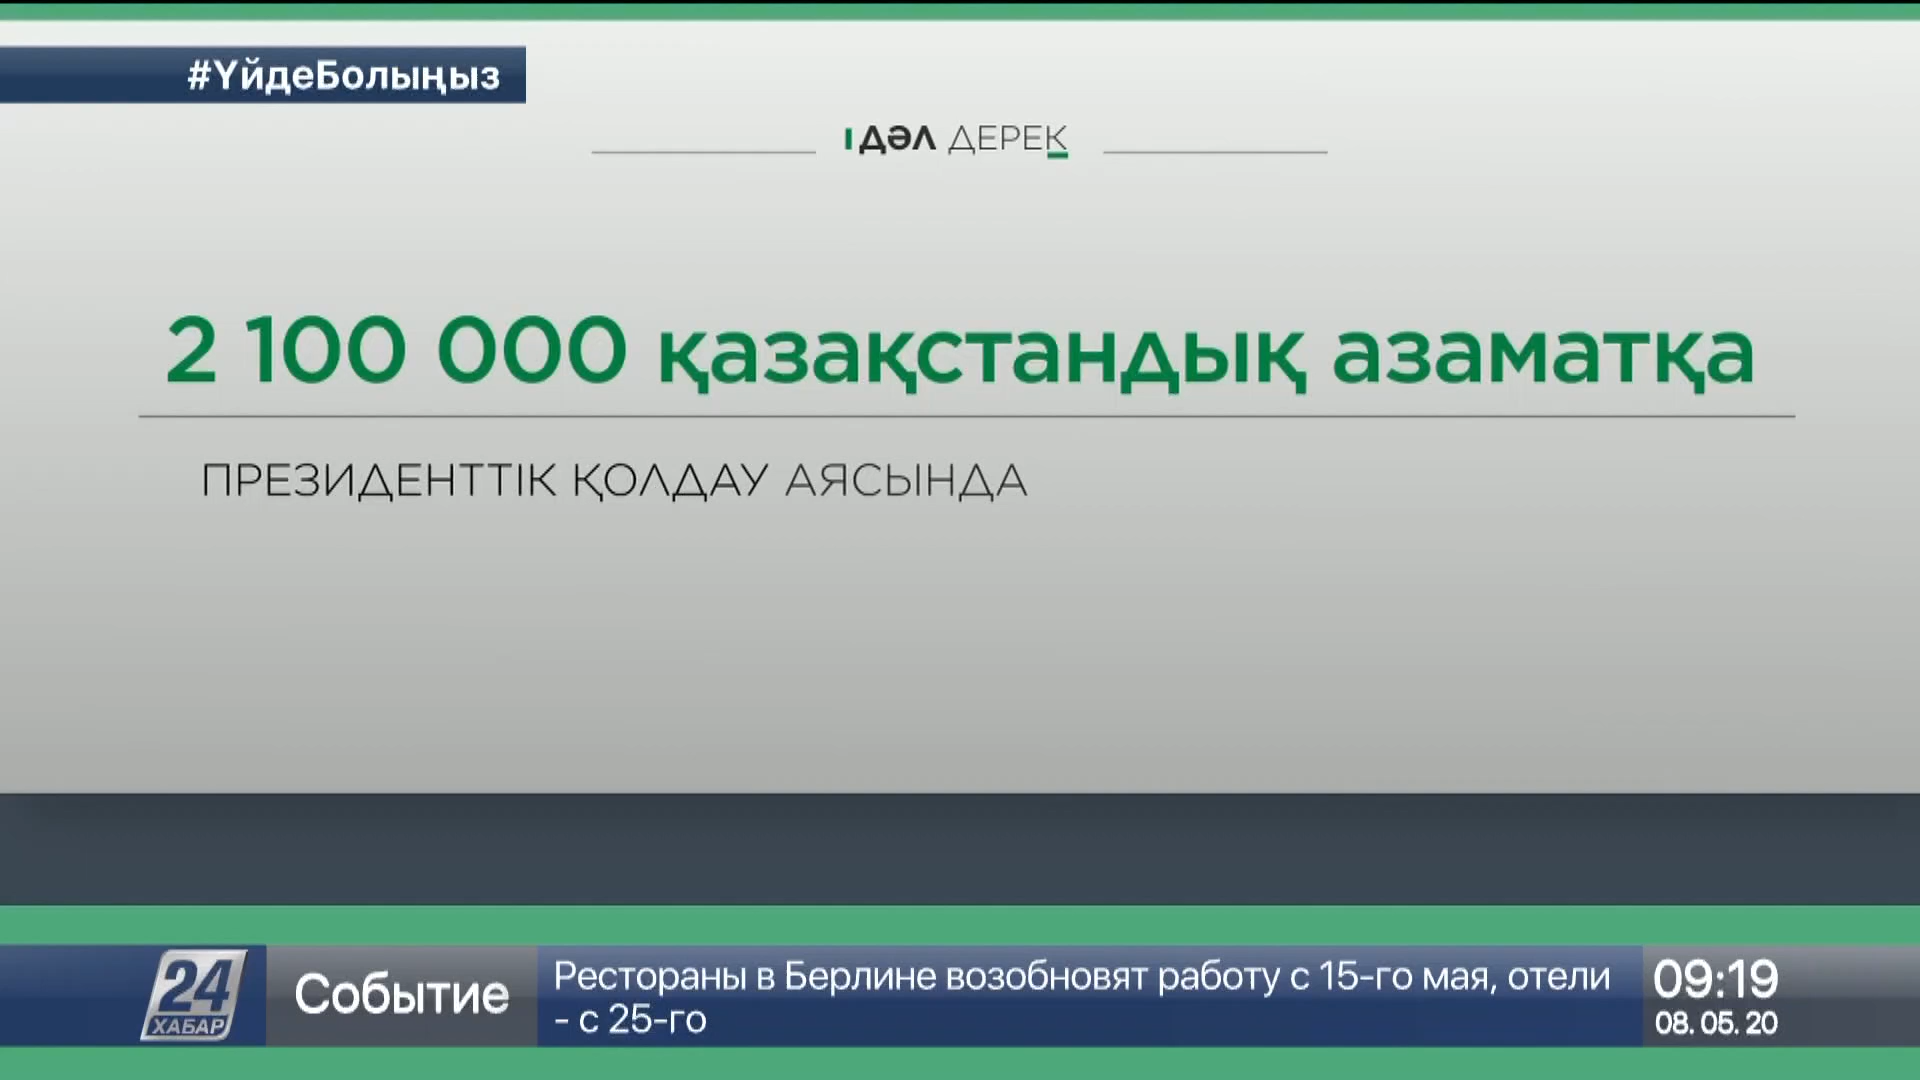 #ҮйдеБолыңыз
ДӘЛ ДЕРЕК
2 100 000 қазақстандық азаматқа
ПРЕЗИДЕНТТІК ҚОЛДАУ АЯСЫНДА
24
ХАБАР
Событие
Рестораны в Берлине возобновят работу с 15-го мая, отели
- с 25-го
09:19
08. 05. 20